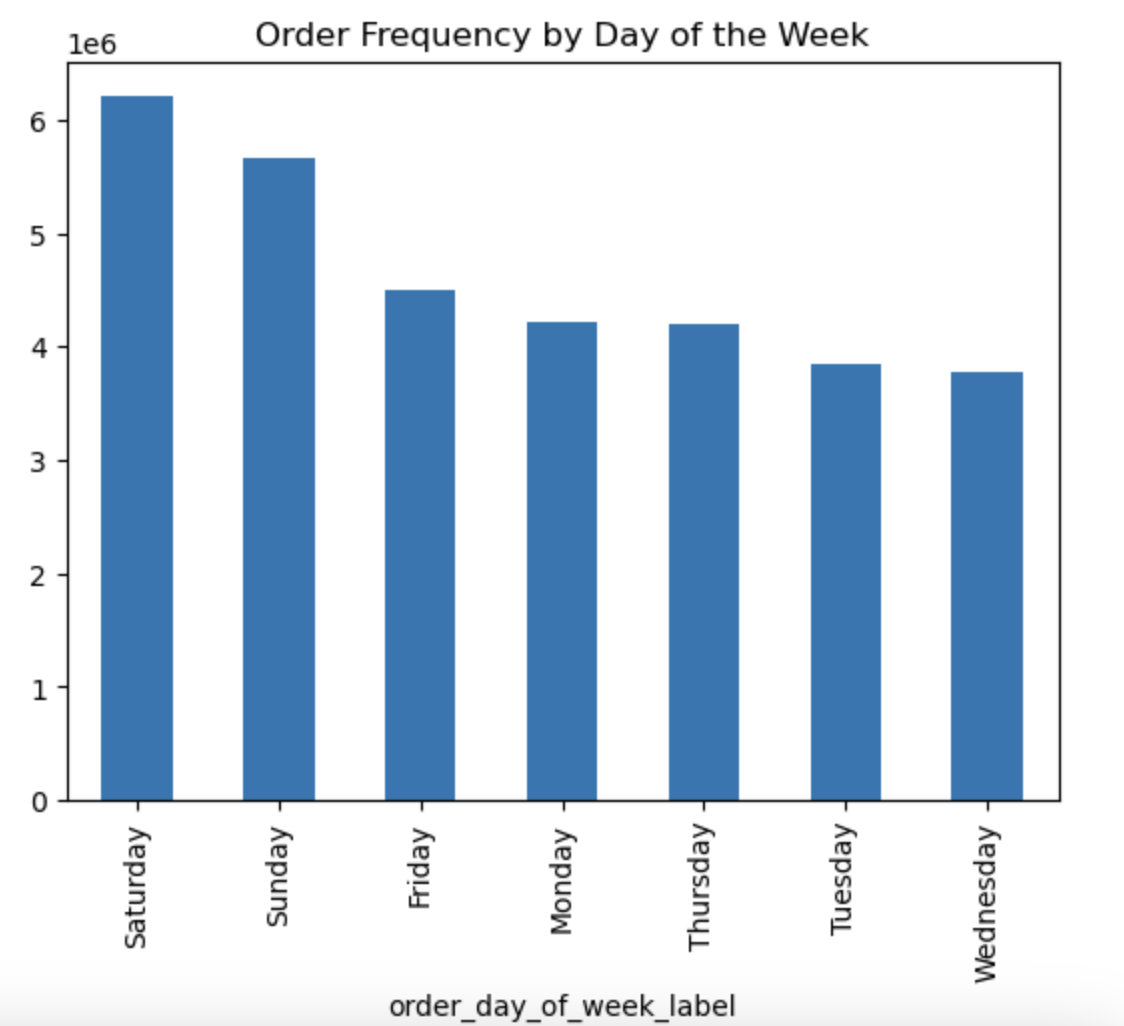 Order Frequency by Day of the Week
1e6
6
5
4
3
2
1
0
Saturday
Sunday
Friday
Monday
Thursday
Tuesday
Wednesday
order_day_of_week_label